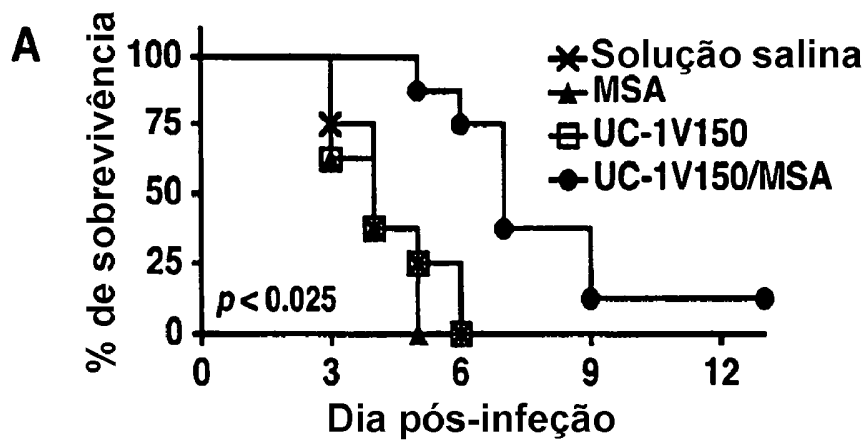 A
% de sobrevivência
100
75
50
25
0
Solução salina
MSA
UC-1V150
UC-1V150/MSA
p < 0.025
0 3 6 9 12
Dia pós-infeção